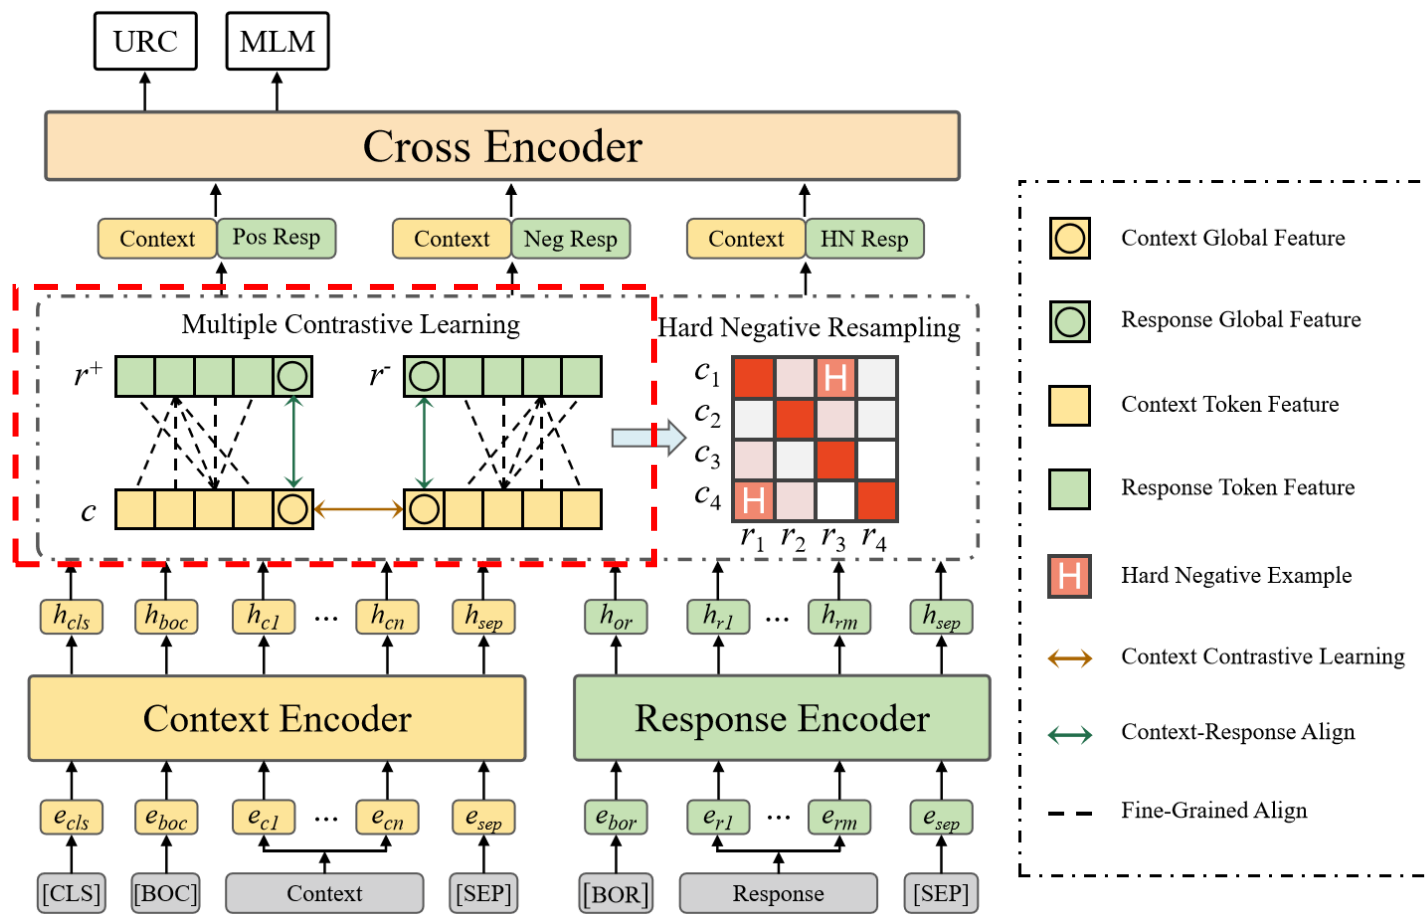 URC MLM
Cross Encoder
Context Pos Resp Context Neg Resp Context HN Resp
Multiple Contrastive Learning
Hard Negative Resampling
r+ r-
c
c1 H
c2
c3
c4 H
r1 r2 r3 r4
hcls hboc hc1 ... hcn hsep hor hr1 ... hrm hsep
Context Encoder Response Encoder
ecls eboc ec1 ... ecn esep ebor er1 ... erm esep
[CLS] [BOC] Context [SEP] [BOR] Response [SEP]
Context Global Feature
Response Global Feature
Context Token Feature
Response Token Feature
H Hard Negative Example
Context Contrastive Learning
Context-Response Align
Fine-Grained Align